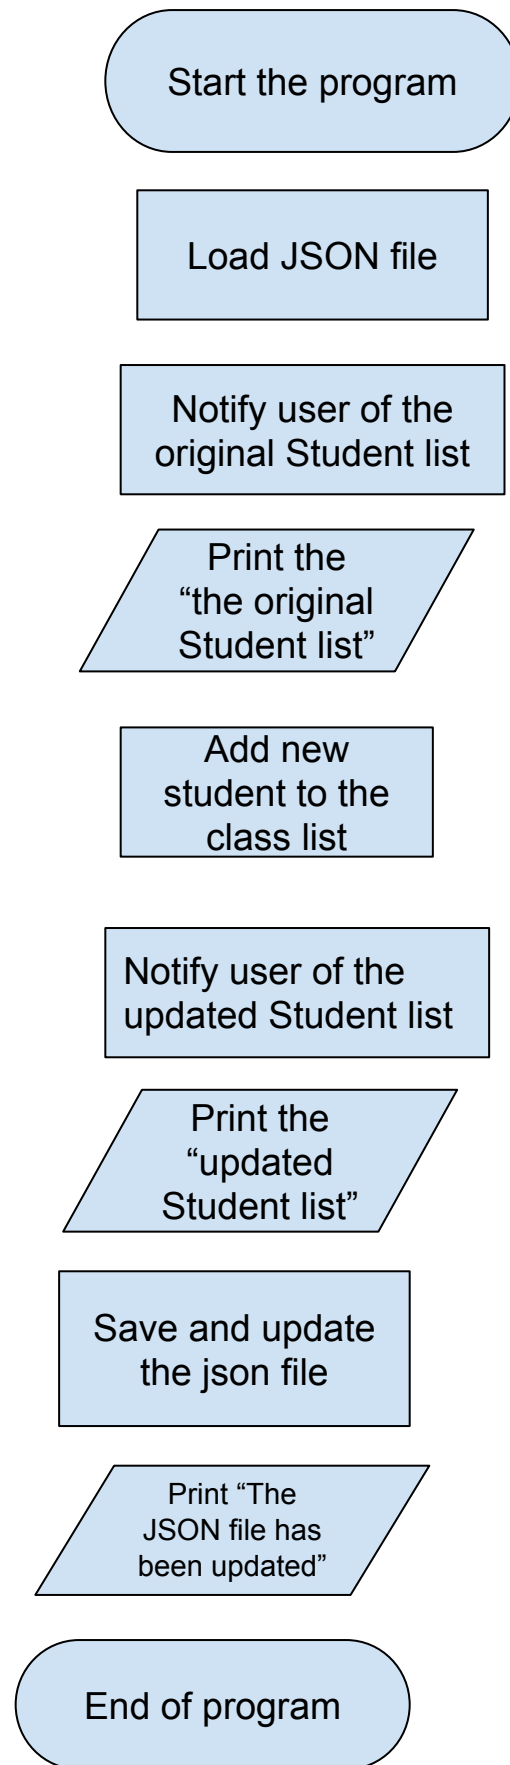 Start the program
Load JSON file
Notify user of the
original Student list
Print the
“the original
Student list”
Add new
student to the
class list
Notify user of the
updated Student list
Print the
“updated
Student list”
Save and update
the json file
Print “The
JSON file has
been updated”
End of program